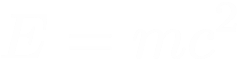 E = mc²